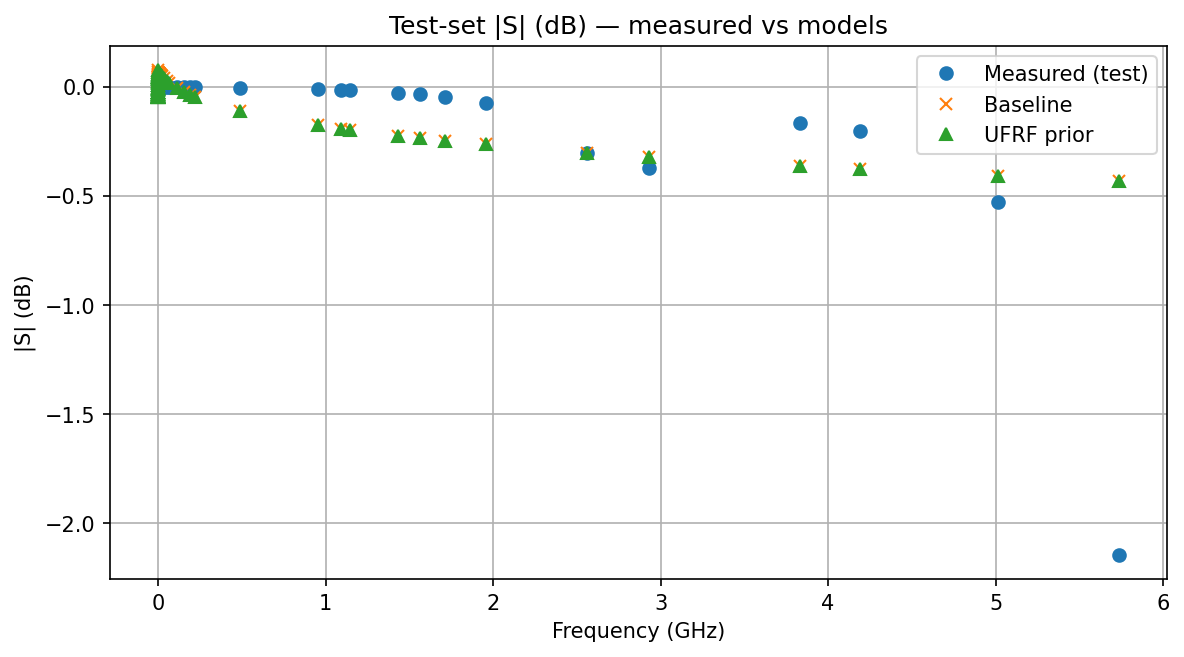 Test-set |S| (dB) — measured vs models
Measured (test)
Baseline
UFRF prior
|S| (dB)
0.0
−0.5
−1.0
−1.5
−2.0
0 1 2 3 4 5 6
Frequency (GHz)